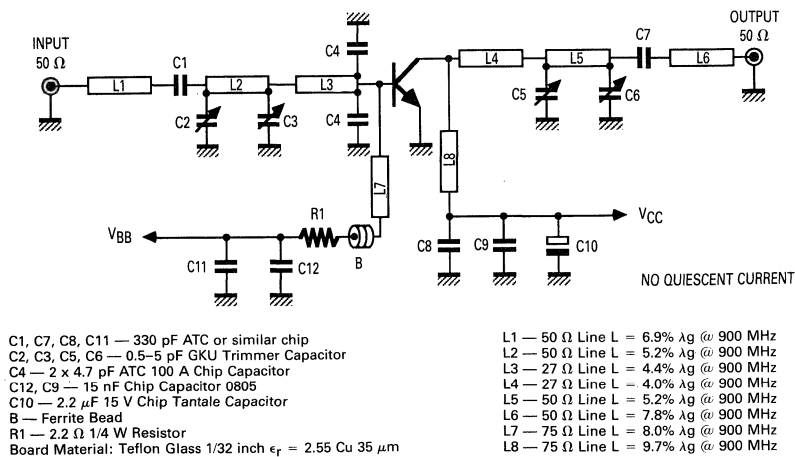 OUTPUT
50 Ω
C7
INPUT
50 Ω
C4
C1
L4
L5
L6
L1
L2
L3
C5
C6
C2
C3
C4
L8
L7
R1
VBB
VCC
C8
C9
C10
C11
C12
B
NO QUIESCENT CURRENT
C1, C7, C8, C11 — 330 pF ATC or similar chip
C2, C3, C5, C6 — 0.5–5 pF GKU Trimmer Capacitor
C4 — 2 x 4.7 pF ATC 100 A Chip Capacitor
C12, C9 — 15 nF Chip Capacitor 0805
C10 — 2.2 μF 15 V Chip Tantale Capacitor
B — Ferrite Bead
R1 — 2.2 Ω 1/4 W Resistor
Board Material: Teflon Glass 1/32 inch εr = 2.55 Cu 35 μm
L1 — 50 Ω Line L = 6.9% λg @ 900 MHz
L2 — 50 Ω Line L = 5.2% λg @ 900 MHz
L3 — 27 Ω Line L = 4.4% λg @ 900 MHz
L4 — 27 Ω Line L = 4.0% λg @ 900 MHz
L5 — 50 Ω Line L = 5.2% λg @ 900 MHz
L6 — 50 Ω Line L = 7.8% λg @ 900 MHz
L7 — 75 Ω Line L = 8.0% λg @ 900 MHz
L8 — 75 Ω Line L = 9.7% λg @ 900 MHz